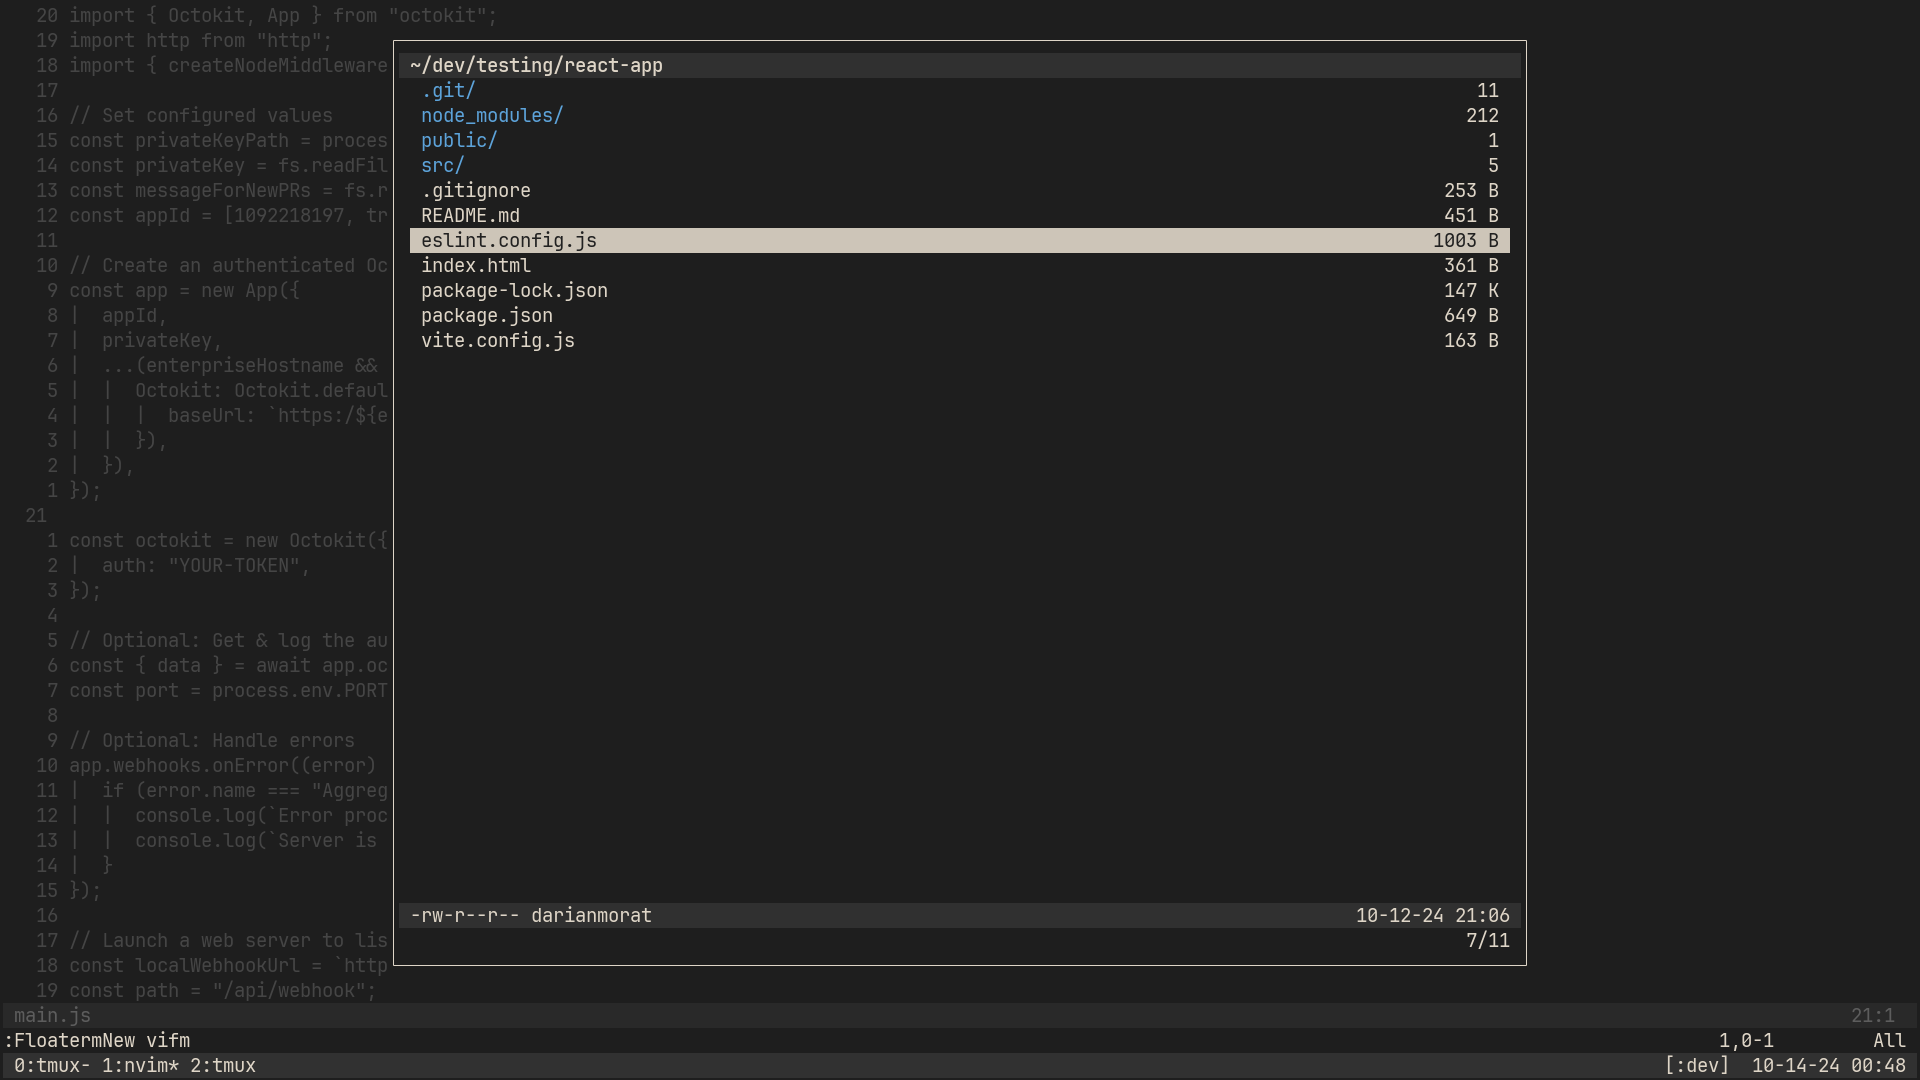 20 import { Octokit, App } from "octokit";
19 import http from "http";
18 import { createNodeMiddleware
17
16 // Set configured values
15 const privateKeyPath = proces
14 const privateKey = fs.readFil
13 const messageForNewPRs = fs.r
12 const appId = [1092218197, tr
11
10 // Create an authenticated Oc
9 const app = new App({
8 │ appId,
7 │ privateKey,
6 │ ...(enterpriseHostname &&
5 │ │ Octokit: Octokit.defaul
4 │ │ │ baseUrl: `https:/${e
3 │ │ }),
2 │ }),
1 });
21
1 const octokit = new Octokit({
2 │ auth: "YOUR-TOKEN",
3 });
4
5 // Optional: Get & log the au
6 const { data } = await app.oc
7 const port = process.env.PORT
8
9 // Optional: Handle errors
10 app.webhooks.onError((error)
11 │ if (error.name === "Aggreg
12 │ │ console.log(`Error proc
13 │ │ console.log(`Server is
14 │ }
15 });
16
17 // Launch a web server to lis
18 const localWebhookUrl = `http
19 const path = "/api/webhook";
~/dev/testing/react-app
.git/ 11
node_modules/ 212
public/ 1
src/ 5
.gitignore 253 B
README.md 451 B
eslint.config.js 1003 B
index.html 361 B
package-lock.json 147 K
package.json 649 B
vite.config.js 163 B
-rw-r--r-- darianmorat 10-12-24 21:06
7/11
main.js 21:1
:FloatermNew vifm 1,0-1 All
0:tmux- 1:nvim* 2:tmux [:dev] 10-14-24 00:48